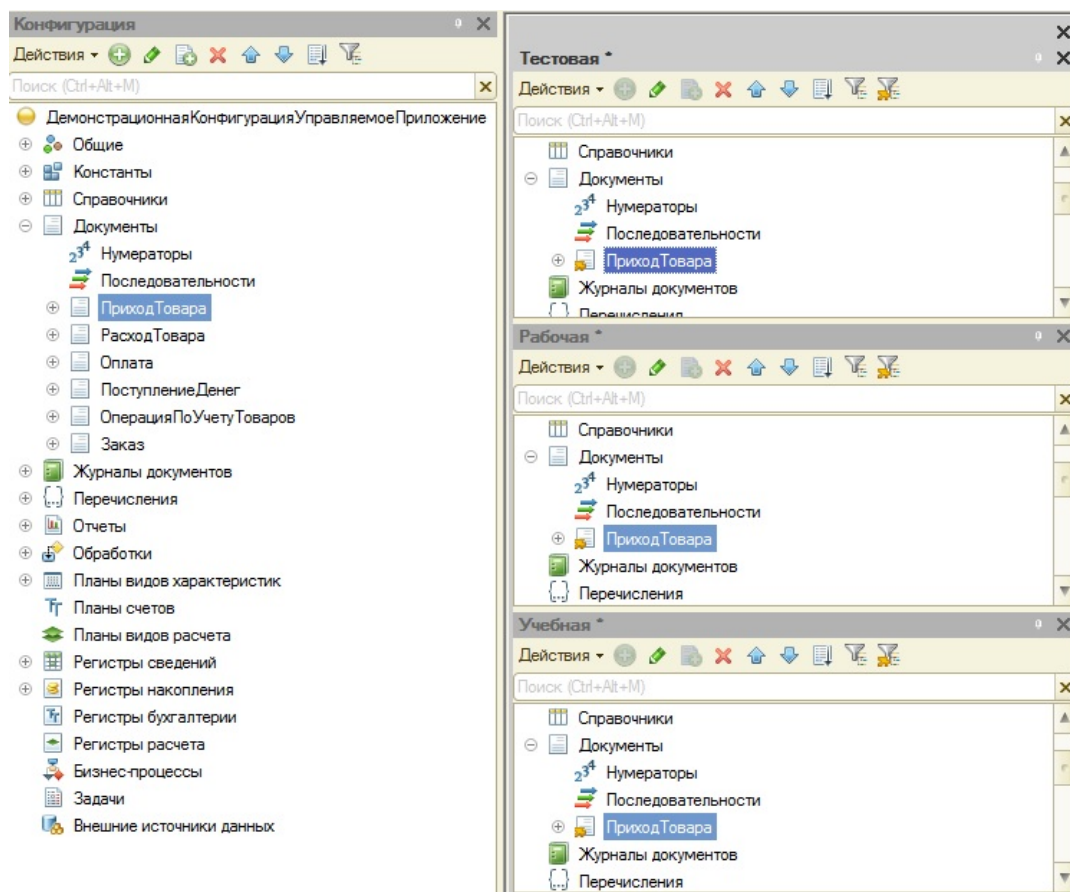 Конфигурация
Действия
Поиск (Ctrl+Alt+M)
ДемонстрационнаяКонфигурацияУправляемоеПриложение
Общие
Константы
Справочники
Документы
Нумераторы
Последовательности
ПриходТовара
РасходТовара
Оплата
ПоступлениеДенег
ОперацияПоУчетуТоваров
Заказ
Журналы документов
Перечисления
Отчеты
Обработки
Планы видов характеристик
Планы счетов
Планы видов расчета
Регистры сведений
Регистры накопления
Регистры бухгалтерии
Регистры расчета
Бизнес-процессы
Задачи
Внешние источники данных
Тестовая *
Действия
Поиск (Ctrl+Alt+M)
Справочники
Документы
Нумераторы
Последовательности
ПриходТовара
Журналы документов
Перечисления
Рабочая *
Действия
Поиск (Ctrl+Alt+M)
Справочники
Документы
Нумераторы
Последовательности
ПриходТовара
Журналы документов
Перечисления
Учебная *
Действия
Поиск (Ctrl+Alt+M)
Справочники
Документы
Нумераторы
Последовательности
ПриходТовара
Журналы документов
Перечисления